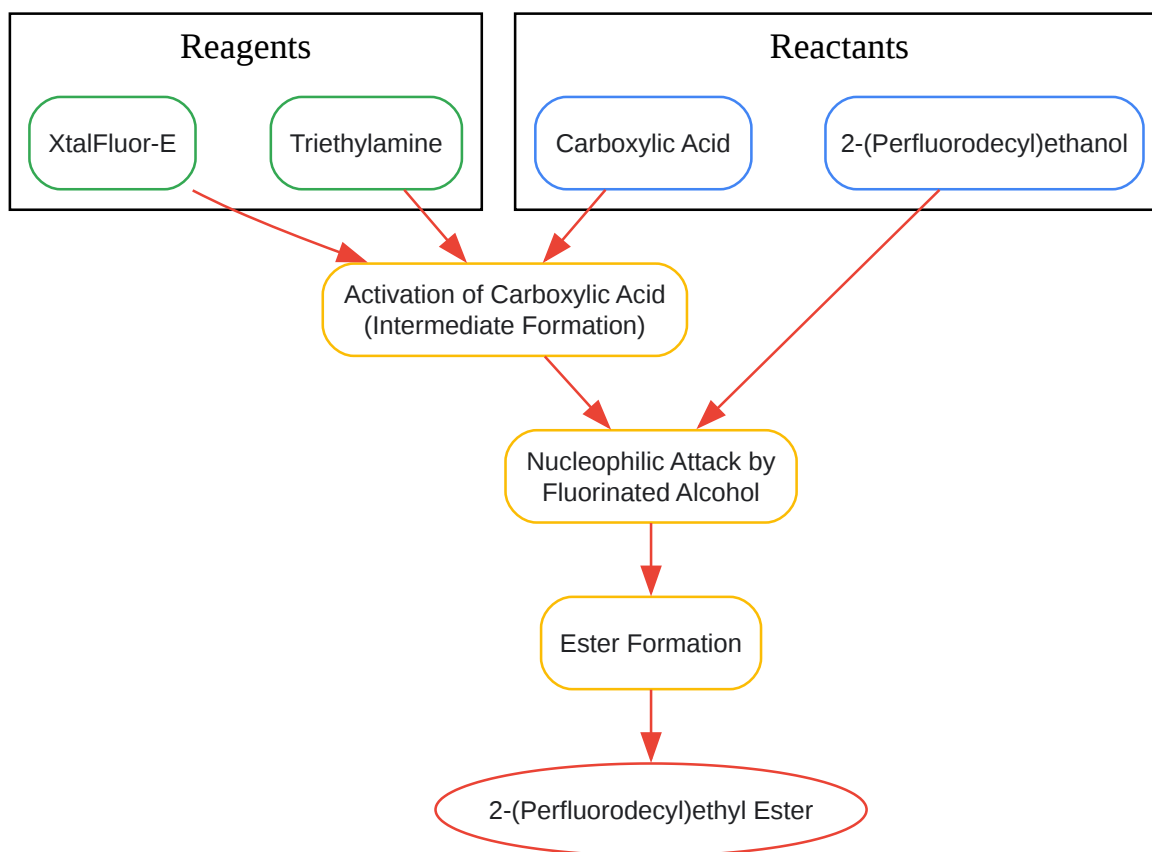 Reagents
Reactants
XtalFluor-E
Triethylamine
Carboxylic Acid
2-(Perfluorodecyl)ethanol
Activation of Carboxylic Acid
(Intermediate Formation)
Nucleophilic Attack by
Fluorinated Alcohol
Ester Formation
2-(Perfluorodecyl)ethyl Ester